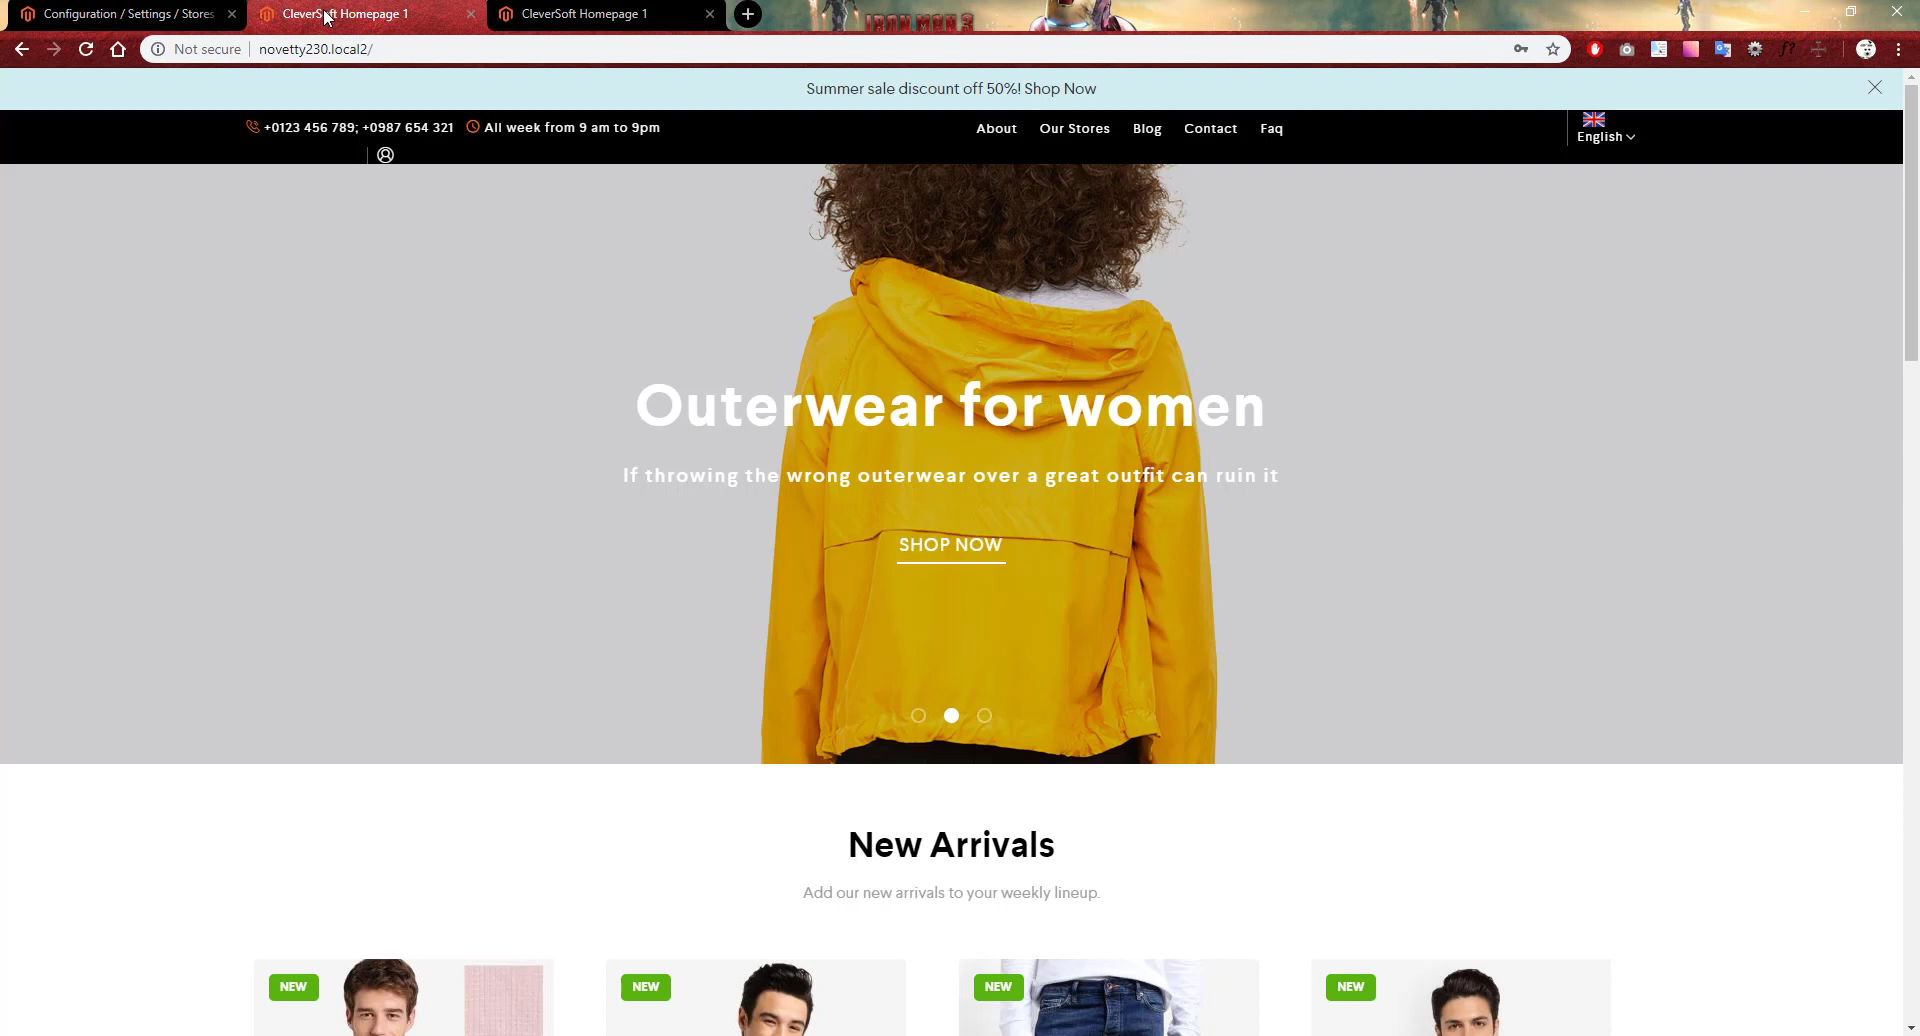 Configuration / Settings / Stores
CleverSoft Homepage 1
CleverSoft Homepage 1
IRON MAN 3
Not secure
novetty230.local2/
Summer sale discount off 50%! Shop Now
+0123 456 789; +0987 654 321
All week from 9 am to 9pm
About
Our Stores
Blog
Contact
Faq
English
Outerwear for women
If throwing the wrong outerwear over a great outfit can ruin it
SHOP NOW
New Arrivals
Add our new arrivals to your weekly lineup.
NEW
NEW
NEW
NEW